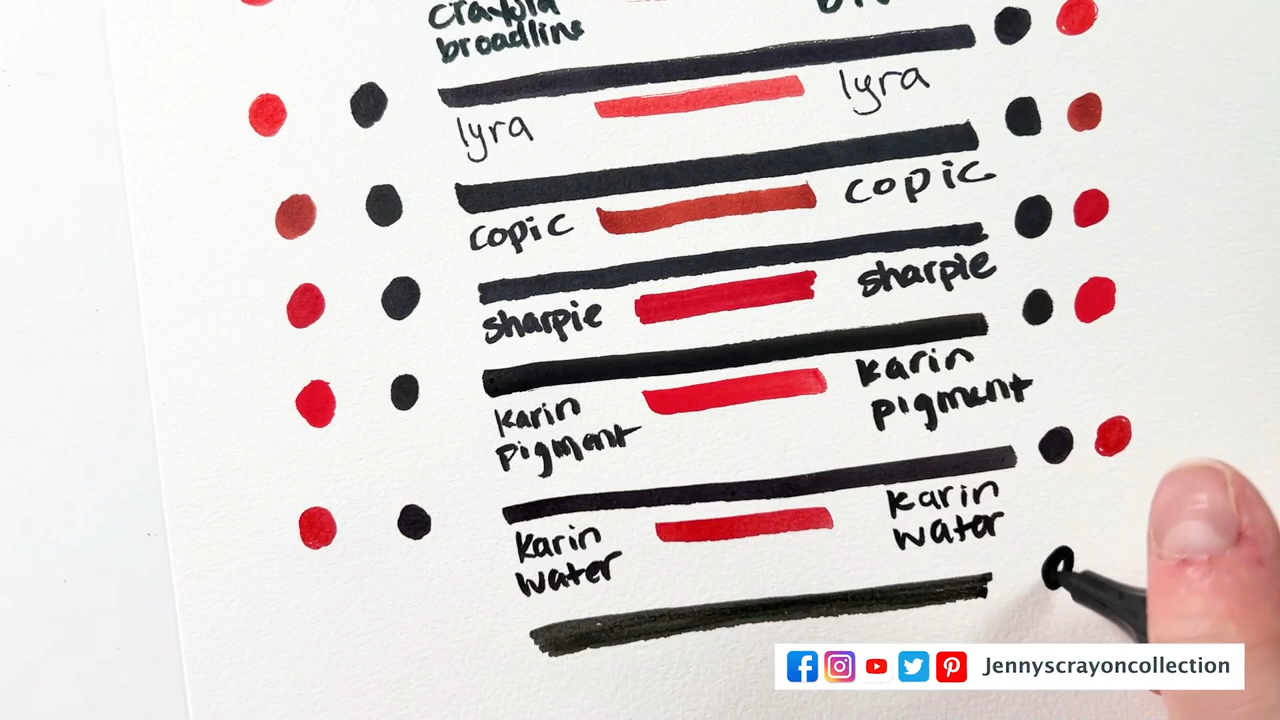 crayola
broadline
lyra lyra
copic copic
sharpie sharpie
Karin Karin
pigment pigment
Karin Karin
water water
Jennyscrayoncollection